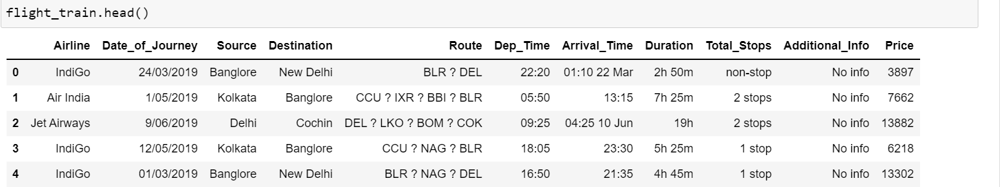 flight_train.head()
Airline Date_of_Journey Source Destination Route Dep_Time Arrival_Time Duration Total_Stops Additional_Info Price
0 IndiGo 24/03/2019 Banglore New Delhi BLR ? DEL 22:20 01:10 22 Mar 2h 50m non-stop No info 3897
1 Air India 1/05/2019 Kolkata Banglore CCU ? IXR ? BBI ? BLR 05:50 13:15 7h 25m 2 stops No info 7662
2 Jet Airways 9/06/2019 Delhi Cochin DEL ? LKO ? BOM ? COK 09:25 04:25 10 Jun 19h 2 stops No info 13882
3 IndiGo 12/05/2019 Kolkata Banglore CCU ? NAG ? BLR 18:05 23:30 5h 25m 1 stop No info 6218
4 IndiGo 01/03/2019 Banglore New Delhi BLR ? NAG ? DEL 16:50 21:35 4h 45m 1 stop No info 13302